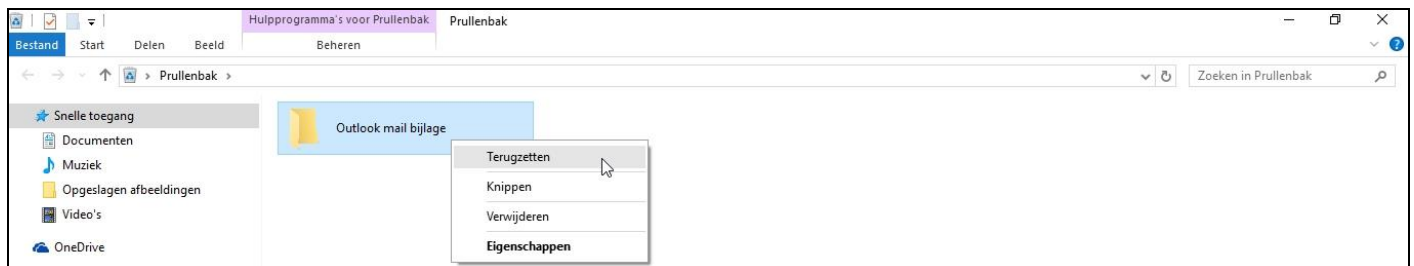 Hulpprogramma's voor Prullenbak Prullenbak
Bestand Start Delen Beeld Beheren
Prullenbak Zoeken in Prullenbak
Snelle toegang
Outlook mail bijlage
Documenten
Terugzetten
Muziek
Knippen
Opgeslagen afbeeldingen
Video's
Verwijderen
OneDrive
Eigenschappen